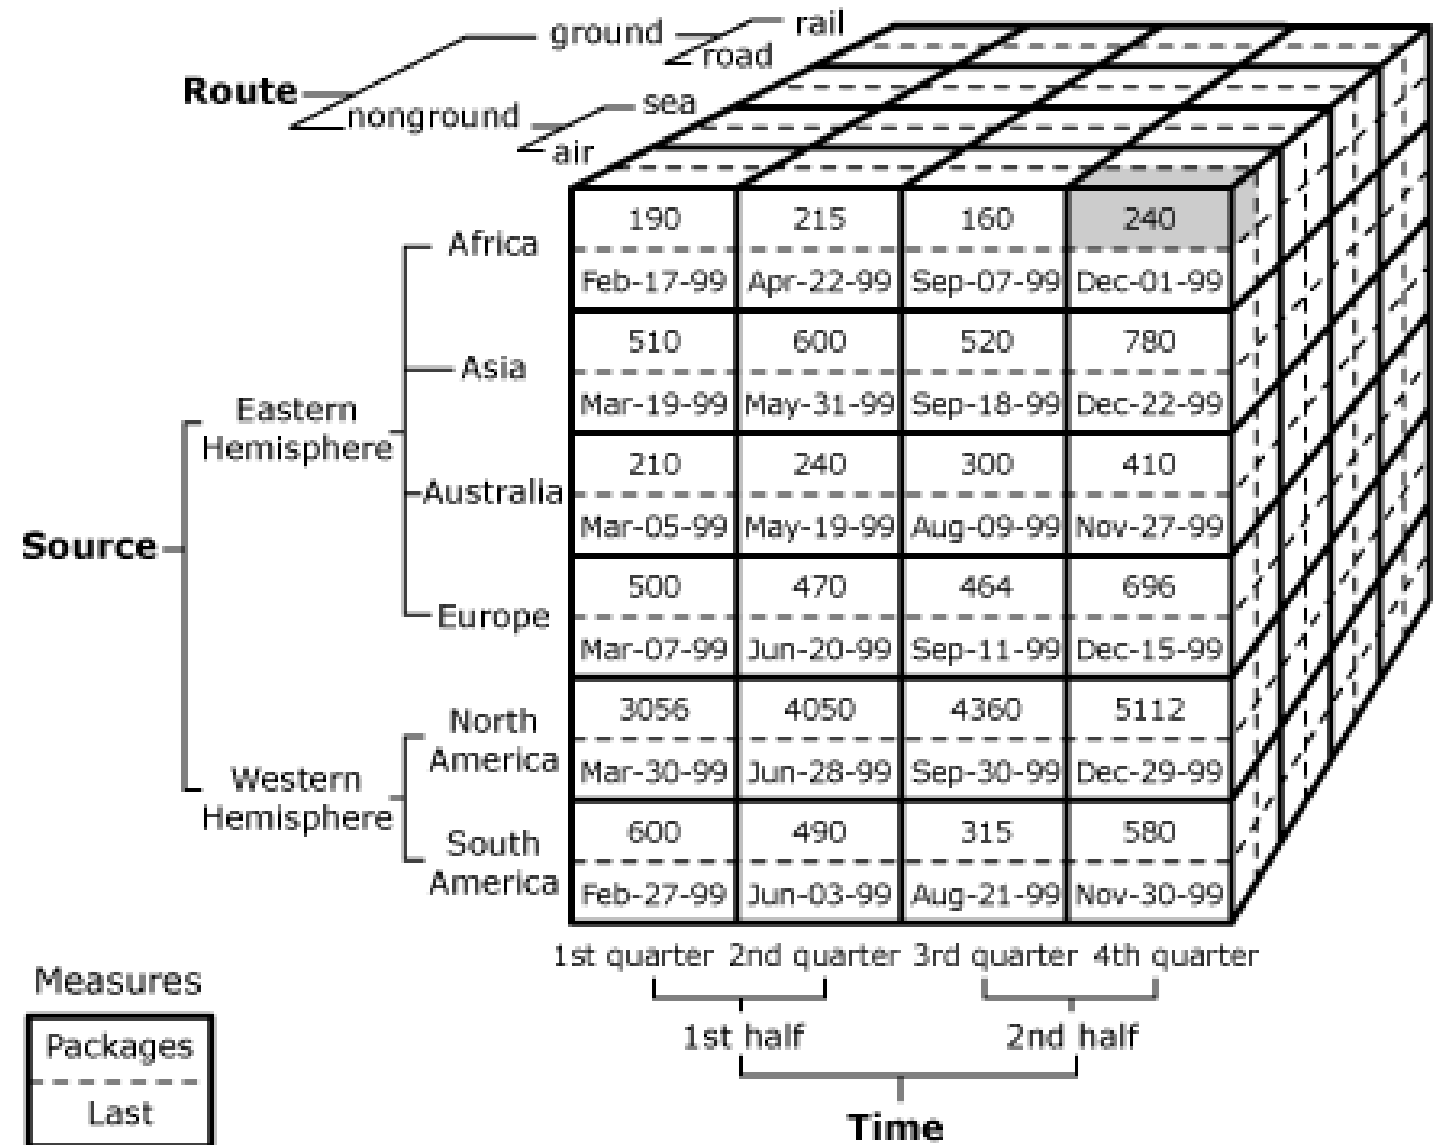 ground
rail
road
Route
nonground
sea
air
190 215 160 240
Africa
Feb-17-99 Apr-22-99 Sep-07-99 Dec-01-99
510 600 520 780
Asia
Mar-19-99 May-31-99 Sep-18-99 Dec-22-99
Eastern
Hemisphere
210 240 300 410
Australia
Mar-05-99 May-19-99 Aug-09-99 Nov-27-99
Source
500 470 464 696
Europe
Mar-07-99 Jun-20-99 Sep-11-99 Dec-15-99
3056 4050 4360 5112
North
America
Mar-30-99 Jun-28-99 Sep-30-99 Dec-29-99
Western
Hemisphere
600 490 315 580
South
America
Feb-27-99 Jun-03-99 Aug-21-99 Nov-30-99
1st quarter 2nd quarter 3rd quarter 4th quarter
Measures
Packages
Last
1st half 2nd half
Time